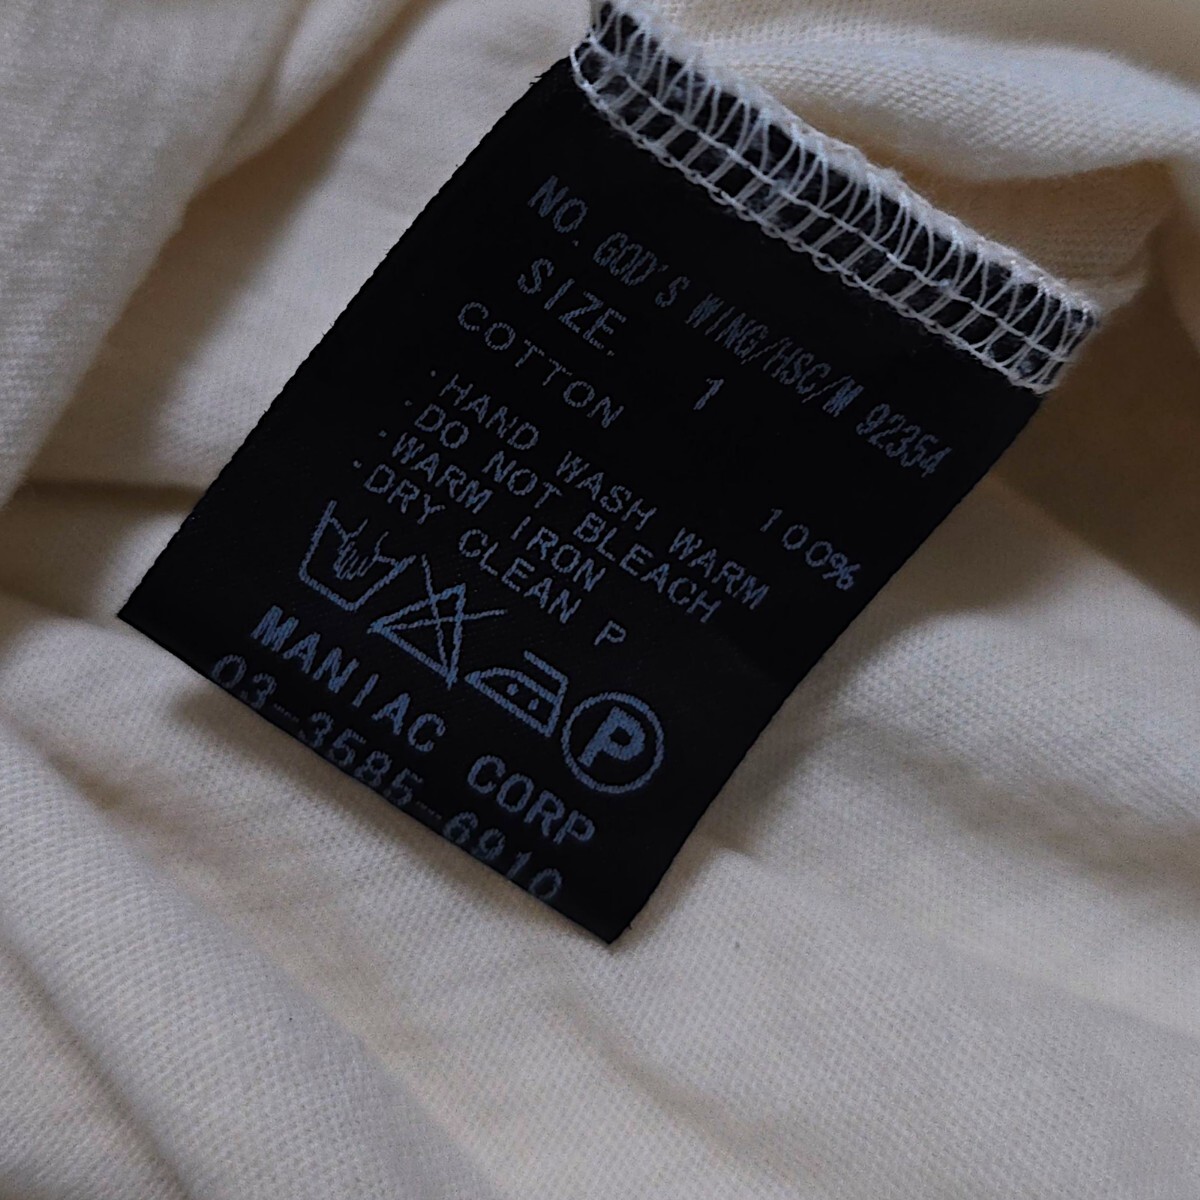 NO. GOD'S WING/HSC/M 92354
SIZE. 1
COTTON 100%
·HAND WASH WARM
·DO NOT BLEACH
·WARM IRON
·DRY CLEAN P
P
MANIAC CORP
03-3585-6910